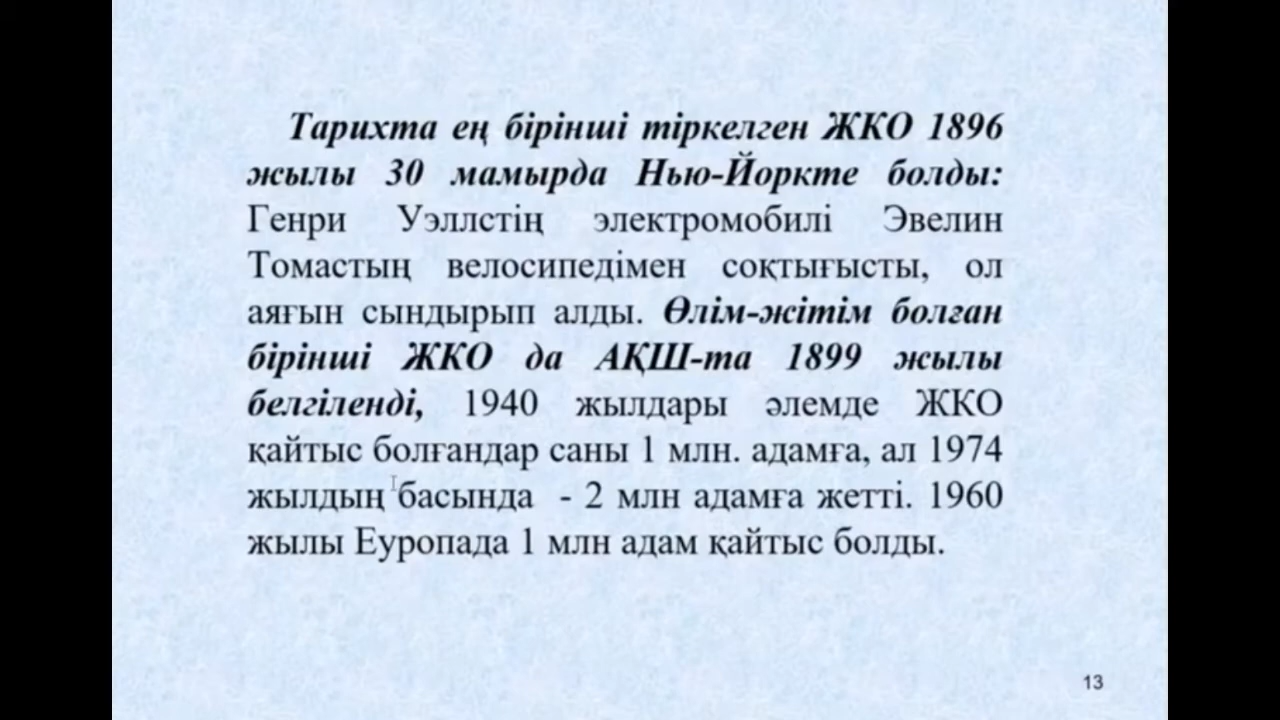 Тарихта ең бірінші тіркелген ЖКО 1896
жылы 30 мамырда Нью-Йоркте болды:
Генри Уэллстің электромобилі Эвелин
Томастың велосипедімен соқтығысты, ол
аяғын сындырып алды. Өлім-жітім болған
бірінші ЖКО да АҚШ-та 1899 жылы
белгіленді, 1940 жылдары әлемде ЖКО
қайтыс болғандар саны 1 млн. адамға, ал 1974
жылдың басында - 2 млн адамға жетті. 1960
жылы Еуропада 1 млн адам қайтыс болды.
13